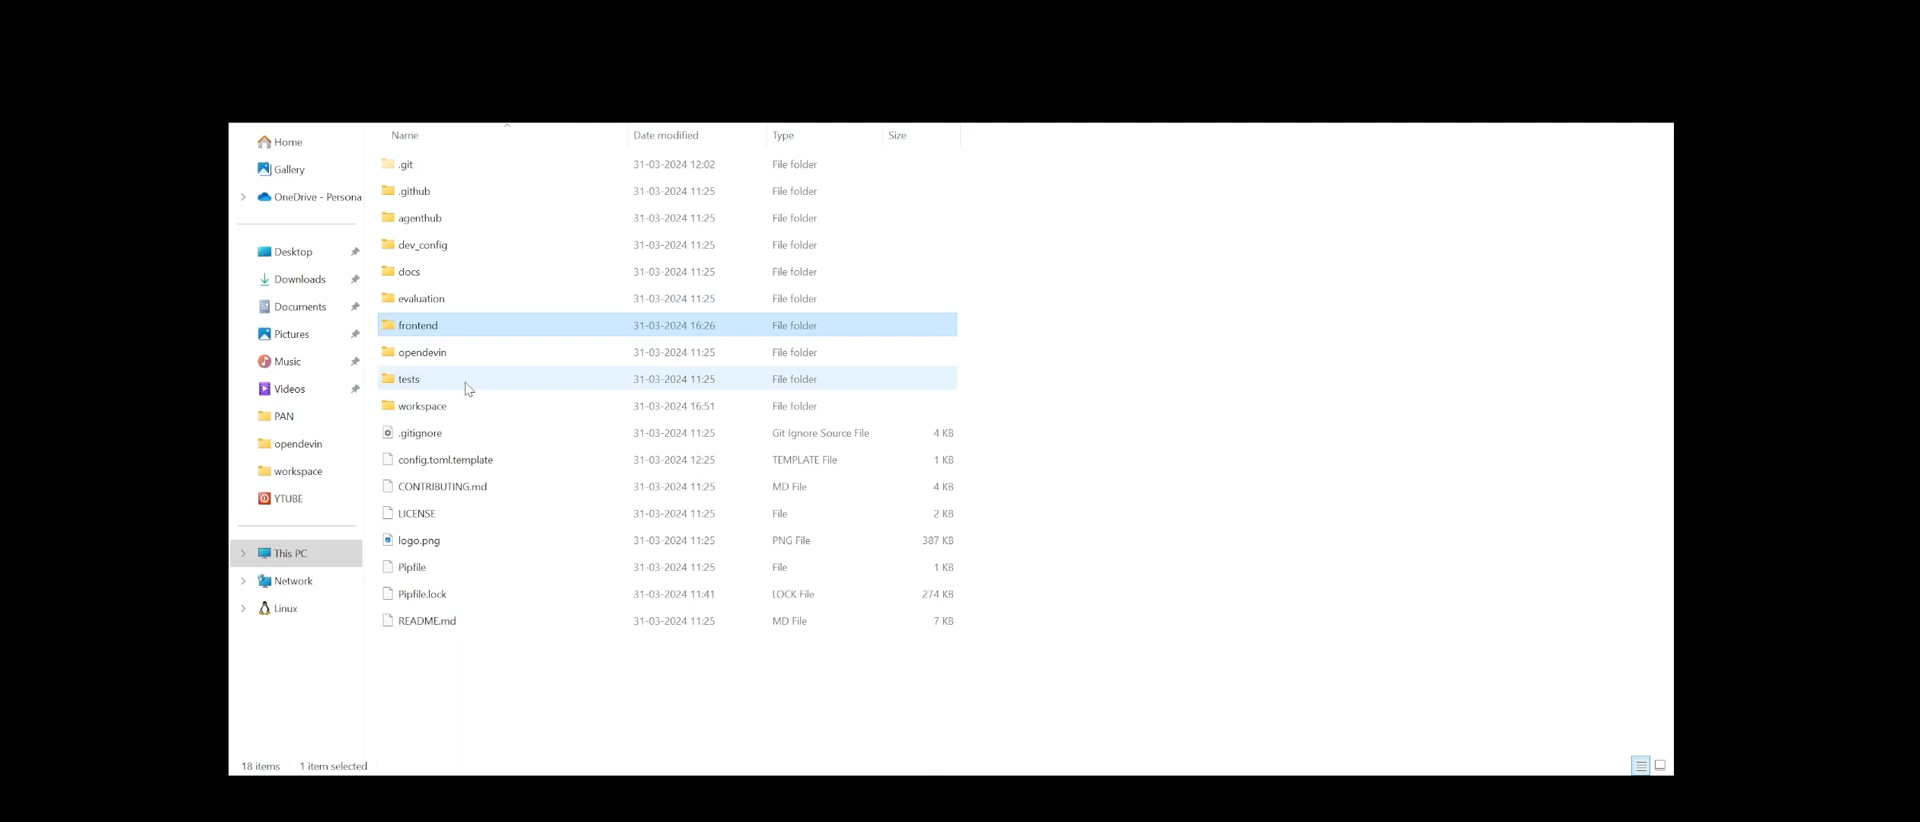 Home
Gallery
OneDrive - Persona
Desktop
Downloads
Documents
Pictures
Music
Videos
PAN
opendevin
workspace
YTUBE
This PC
Network
Linux
Name Date modified Type Size
.git 31-03-2024 12:02 File folder
.github 31-03-2024 11:25 File folder
agenthub 31-03-2024 11:25 File folder
dev_config 31-03-2024 11:25 File folder
docs 31-03-2024 11:25 File folder
evaluation 31-03-2024 11:25 File folder
frontend 31-03-2024 16:26 File folder
opendevin 31-03-2024 11:25 File folder
tests 31-03-2024 11:25 File folder
workspace 31-03-2024 16:51 File folder
.gitignore 31-03-2024 11:25 Git Ignore Source File 4 KB
config.toml.template 31-03-2024 12:25 TEMPLATE File 1 KB
CONTRIBUTING.md 31-03-2024 11:25 MD File 4 KB
LICENSE 31-03-2024 11:25 File 2 KB
logo.png 31-03-2024 11:25 PNG File 387 KB
Pipfile 31-03-2024 11:25 File 1 KB
Pipfile.lock 31-03-2024 11:41 LOCK File 274 KB
README.md 31-03-2024 11:25 MD File 7 KB
18 items 1 item selected